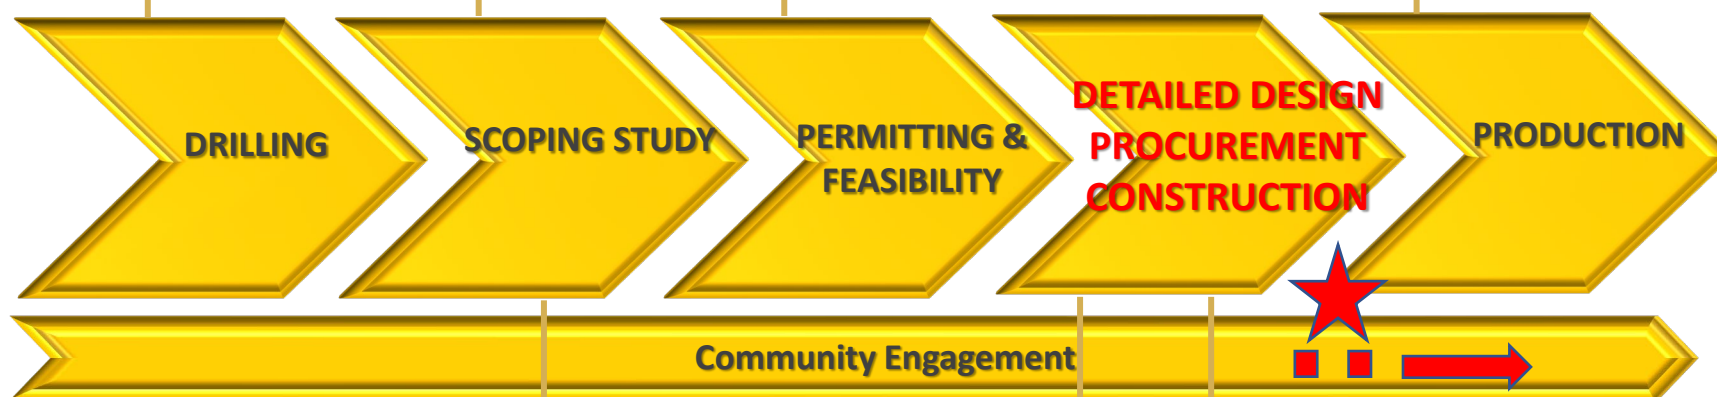 DRILLING
SCOPING STUDY
PERMITTING &
FEASIBILITY
DETAILED DESIGN
PROCUREMENT
CONSTRUCTION
PRODUCTION
Community Engagement